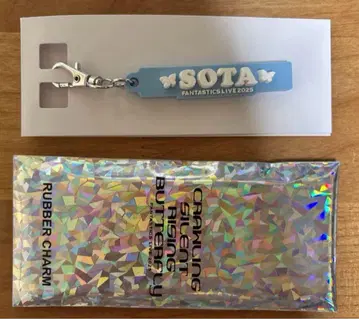 SOTA
FANTASTICS LIVE 2025
CRAWLING
SILENT
RISING
BUTTERFLY
RUBBER CHARM